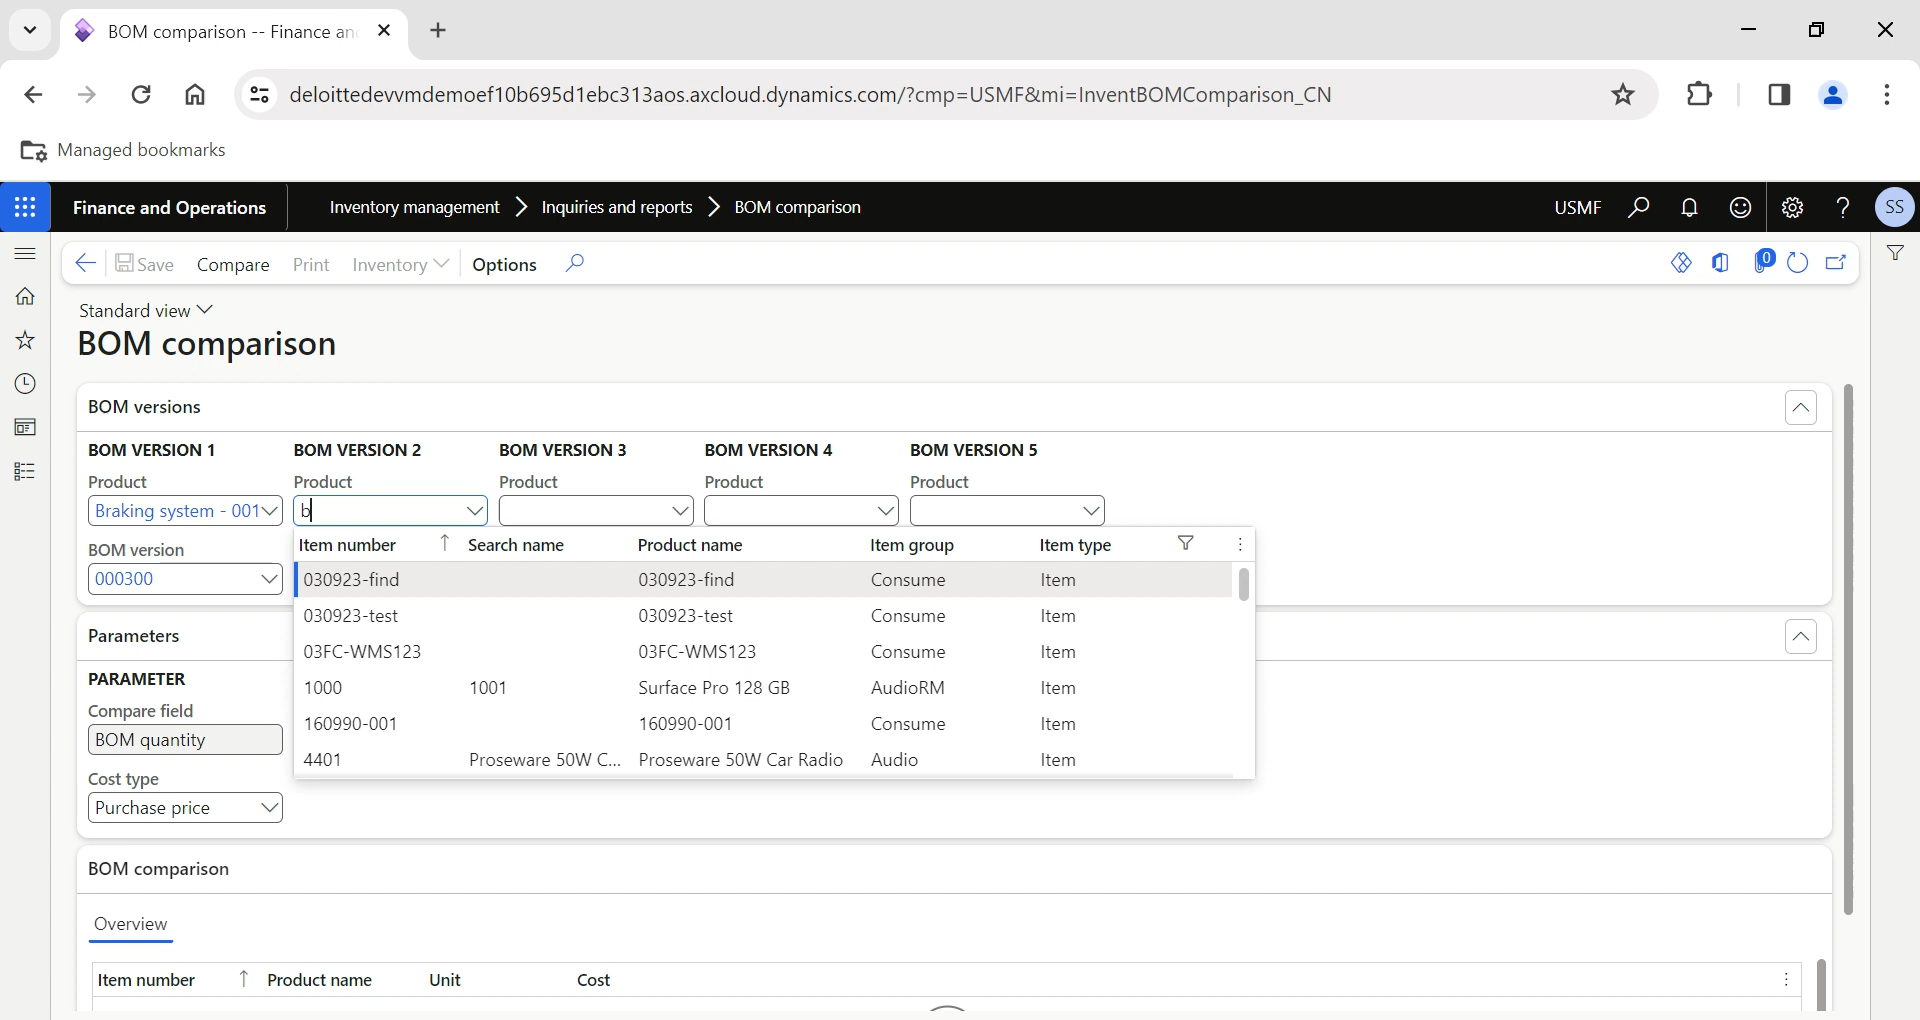 BOM comparison -- Finance an
deloittedevvmdemoef10b695d1ebc313aos.axcloud.dynamics.com/?cmp=USMF&mi=InventBOMComparison_CN
Managed bookmarks
Finance and Operations
Inventory management
Inquiries and reports
BOM comparison
USMF
SS
Save
Compare
Print
Inventory
Options
0
Standard view
BOM comparison
BOM versions
BOM VERSION 1
BOM VERSION 2
BOM VERSION 3
BOM VERSION 4
BOM VERSION 5
Product
Product
Product
Product
Product
Braking system - 001
b
BOM version
000300
Item number
Search name
Product name
Item group
Item type
030923-find 030923-find Consume Item
030923-test 030923-test Consume Item
03FC-WMS123 03FC-WMS123 Consume Item
1000 1001 Surface Pro 128 GB AudioRM Item
160990-001 160990-001 Consume Item
4401 Proseware 50W C... Proseware 50W Car Radio Audio Item
Parameters
PARAMETER
Compare field
BOM quantity
Cost type
Purchase price
BOM comparison
Overview
Item number
Product name
Unit
Cost